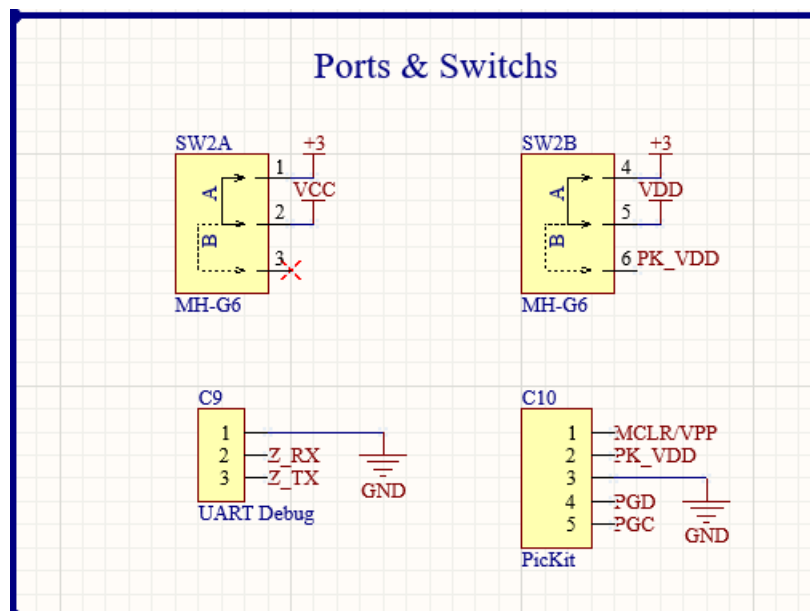 Ports & Switchs
SW2A
+3
1
A
VCC
2
B
3
MH-G6
SW2B
+3
4
A
VDD
5
B
6 PK_VDD
MH-G6
C9
1
2 Z_RX
3 Z_TX
GND
UART Debug
C10
1 MCLR/VPP
2 PK_VDD
3
4 PGD
5 PGC
GND
PicKit